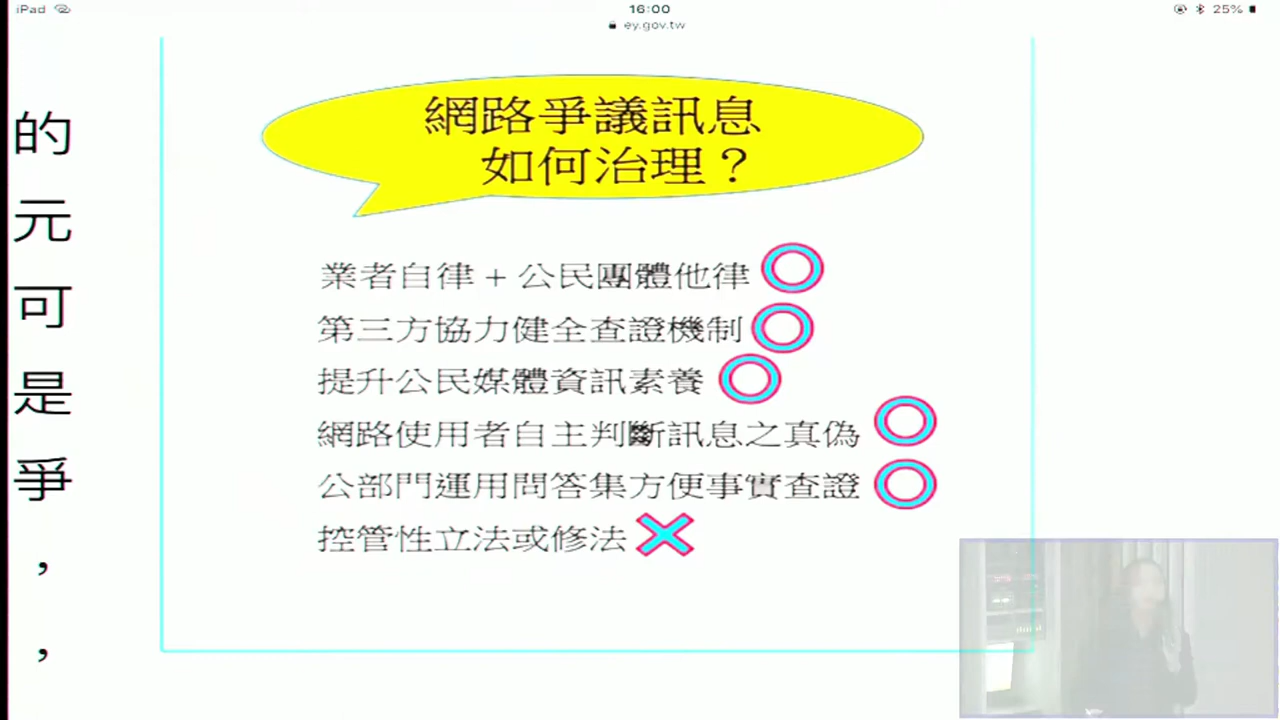 iPad
16:00
25%
ey.gov.tw
的元可是爭，，
網路爭議訊息
如何治理？
業者自律 + 公民團體他律
第三方協力健全查證機制
提升公民媒體資訊素養
網路使用者自主判斷訊息之真偽
公部門運用問答集方便事實查證
控管性立法或修法